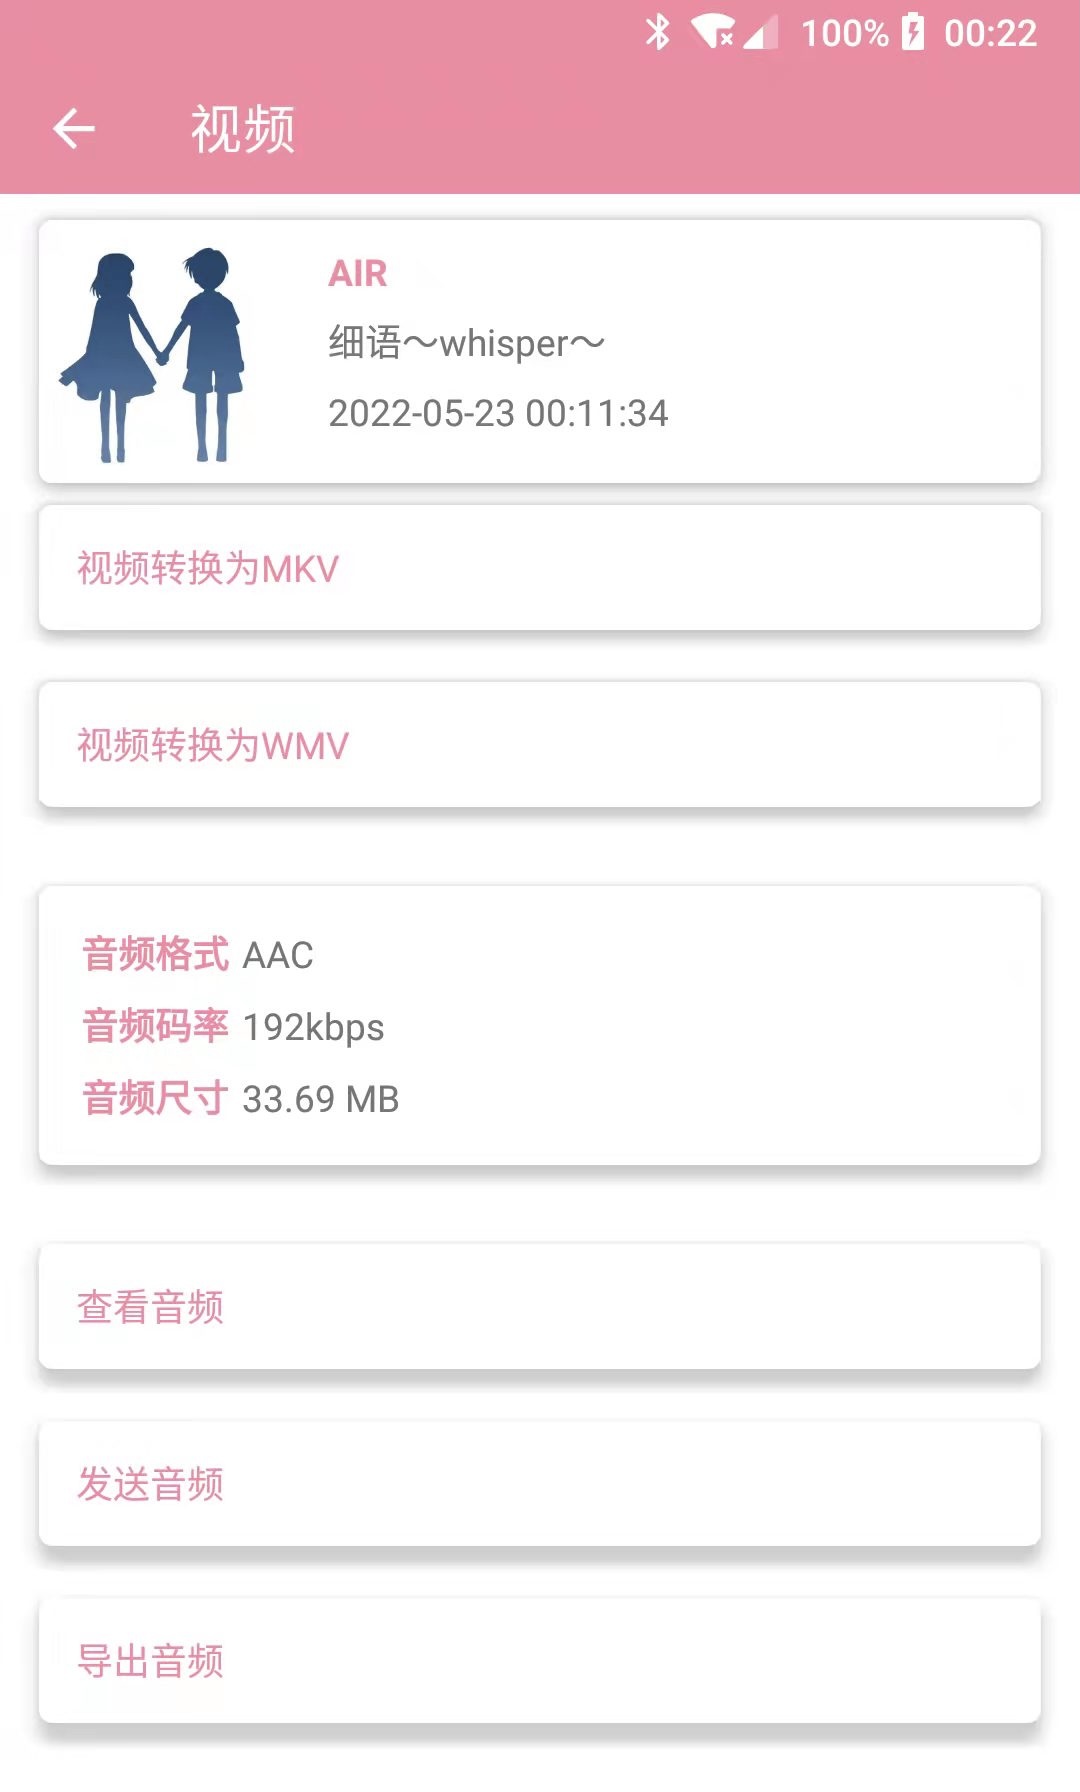 100% 00:22
视频
AIR
细语～whisper～
2022-05-23 00:11:34
视频转换为MKV
视频转换为WMV
音频格式 AAC
音频码率 192kbps
音频尺寸 33.69 MB
查看音频
发送音频
导出音频